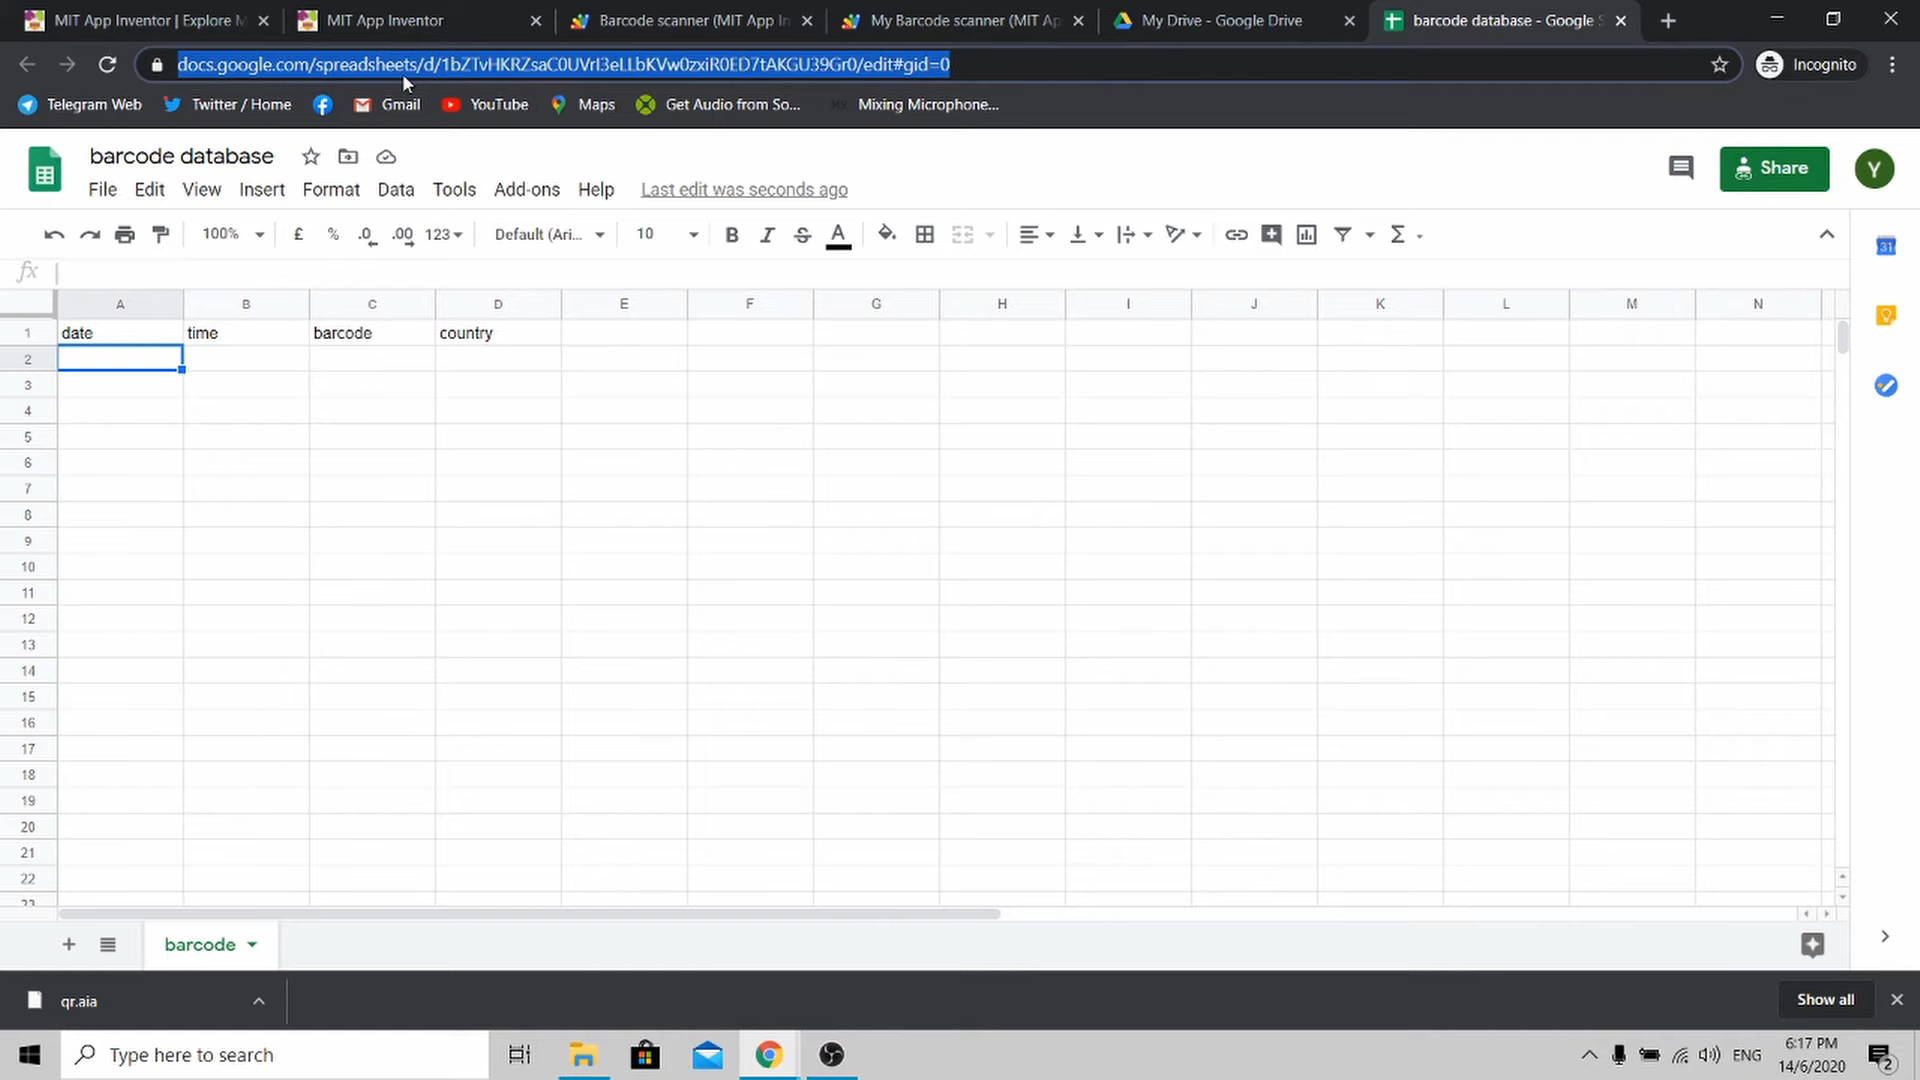 MIT App Inventor | Explore M
MIT App Inventor
Barcode scanner (MIT App In
My Barcode scanner (MIT Ap
My Drive - Google Drive
barcode database - Google S
docs.google.com/spreadsheets/d/1bZTvHKRZsaC0UVrI3eLLbKVw0zxiR0ED7tAKGU39Gr0/edit#gid=0
Incognito
Telegram Web
Twitter / Home
Gmail
YouTube
Maps
Get Audio from So...
Mixing Microphone...
barcode database
Share
Y
File Edit View Insert Format Data Tools Add-ons Help Last edit was seconds ago
100% £ % .0 .00 123 Default (Ari... 10 B I S A Σ
31
fx
A B C D E F G H I J K L M N
1 date time barcode country
2
3
4
5
6
7
8
9
10
11
12
13
14
15
16
17
18
19
20
21
22
23
barcode
qr.aia
Show all
Type here to search
ENG
6:17 PM
14/6/2020
2